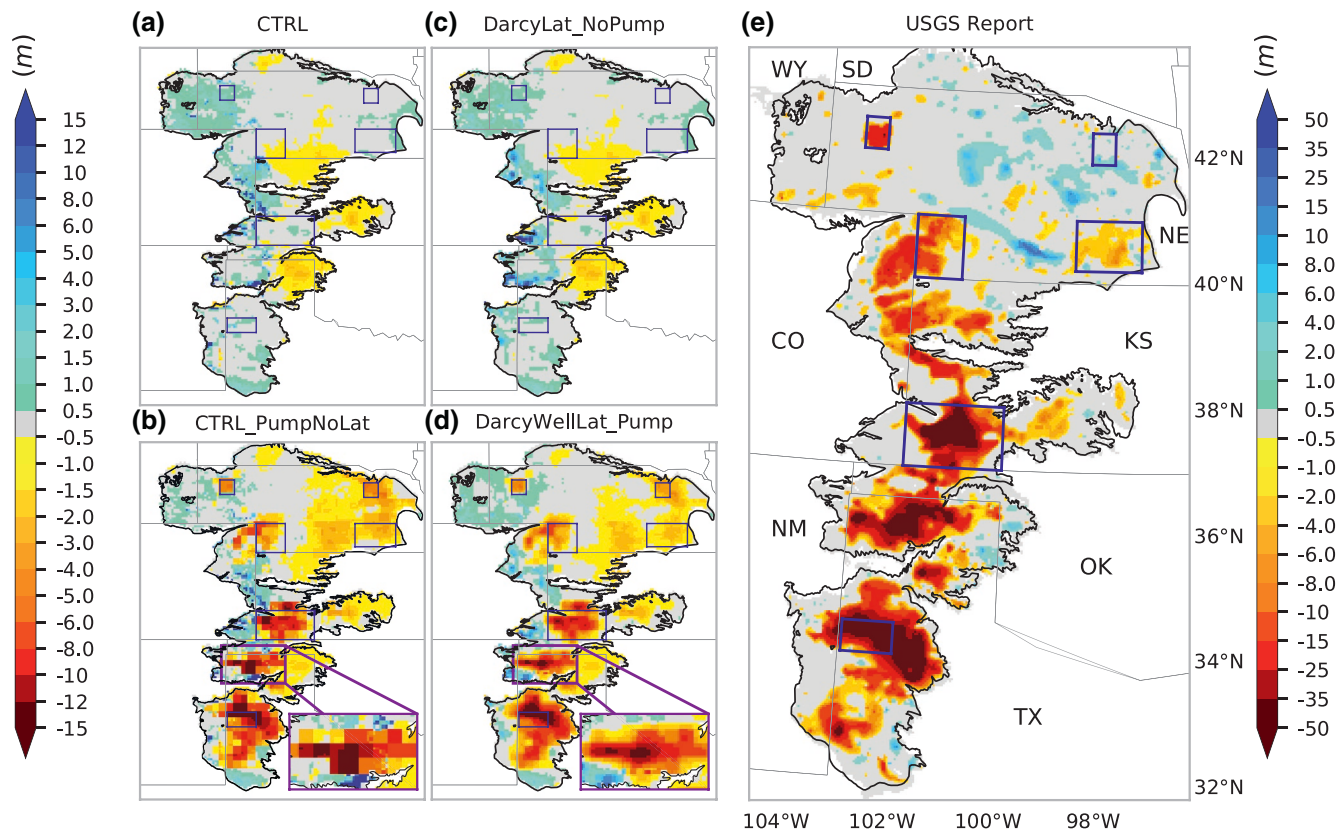 (a) CTRL
(c) DarcyLat_NoPump
(e) USGS Report
(m)
15
12
10
8.0
6.0
4.0
3.0
2.0
1.5
1.0
0.5
-0.5
-1.0
-1.5
-2.0
-3.0
-4.0
-5.0
-6.0
-8.0
-10
-12
-15
(b) CTRL_PumpNoLat
(d) DarcyWellLat_Pump
WY SD
NE
CO KS
NM OK
TX
42°N
40°N
38°N
36°N
34°N
32°N
104°W 102°W 100°W 98°W
(m)
50
35
25
15
10
8.0
6.0
4.0
2.0
1.0
0.5
-0.5
-1.0
-2.0
-4.0
-6.0
-8.0
-10
-15
-25
-35
-50